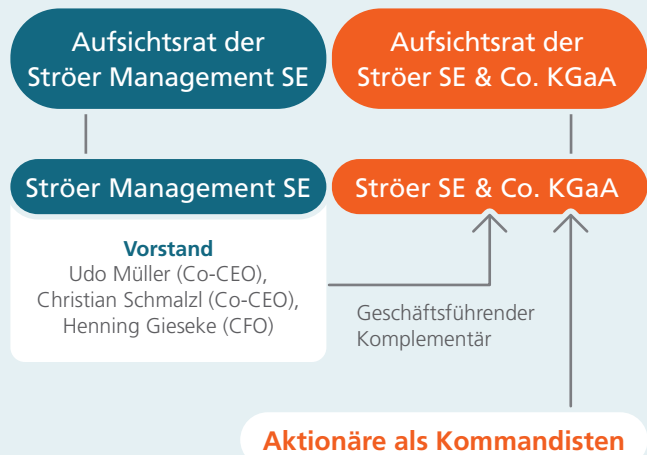 Aufsichtsrat der
Ströer Management SE
Aufsichtsrat der
Ströer SE & Co. KGaA
Ströer Management SE
Ströer SE & Co. KGaA
Vorstand
Udo Müller (Co-CEO),
Christian Schmalzl (Co-CEO),
Henning Gieseke (CFO)
Geschäftsführender
Komplementär
Aktionäre als Kommandisten